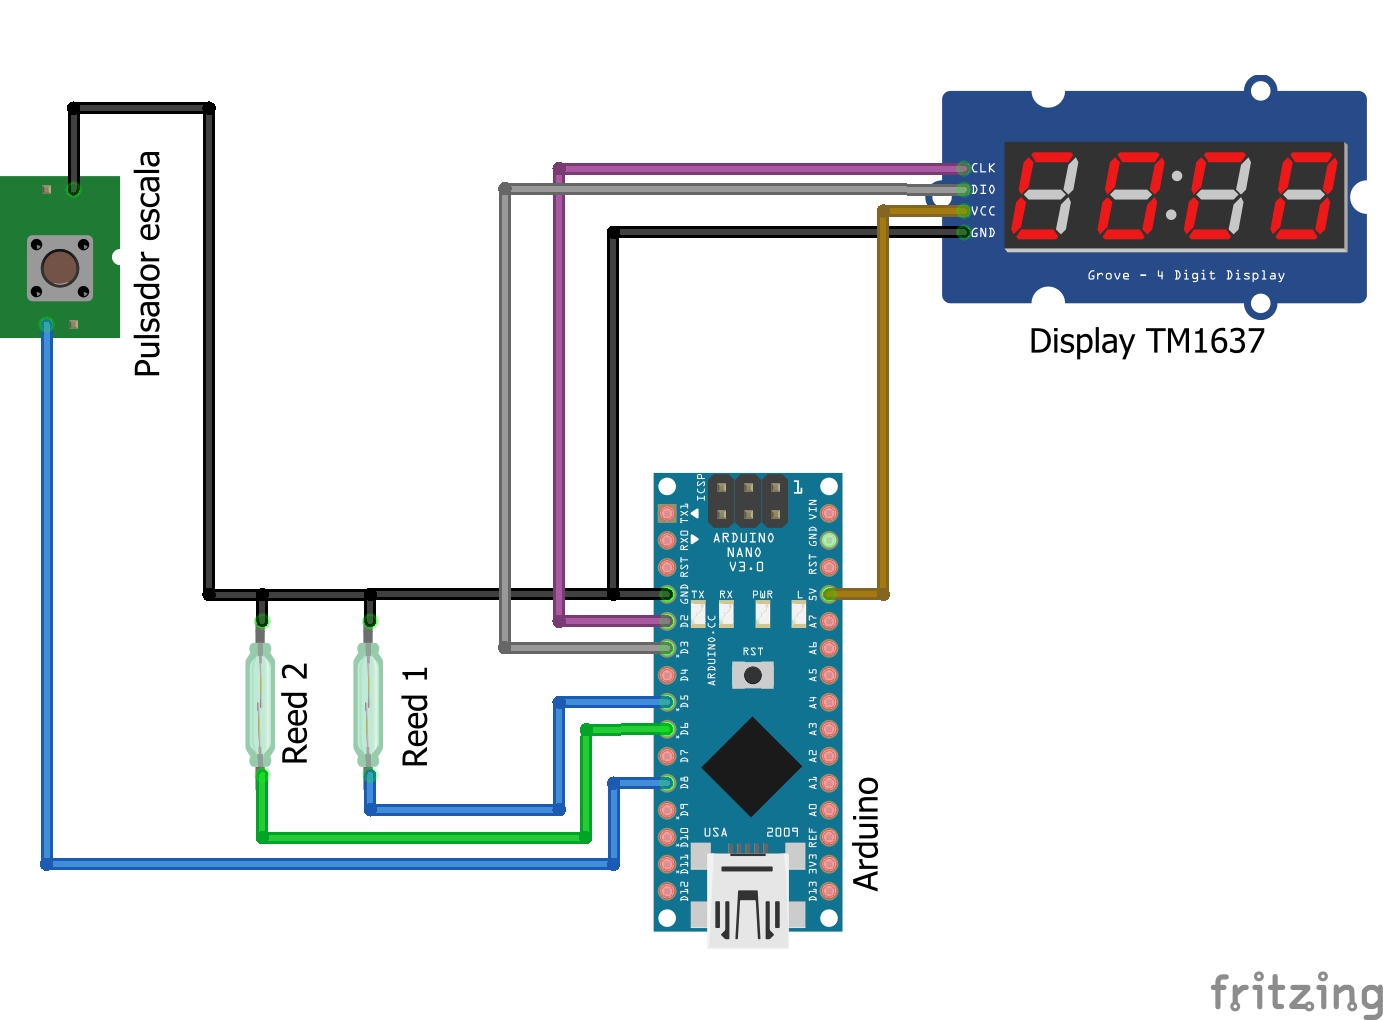 Pulsador escala
CLK
DIO
VCC
GND
Grove - 4 Digit Display
Display TM1637
ICSP
1
TX1
RX0
RST
GND
D2
D3
D4
D5
D6
D7
D8
D9
D10
D11
D12
ARDUINO
NANO
V3.0
TX RX PWR L
ARDUINO.CC
RST
USA 2009
VIN
GND
RST
5V
A7
A6
A5
A4
A3
A2
A1
A0
REF
3V3
D13
Reed 2
Reed 1
Arduino
fritzing